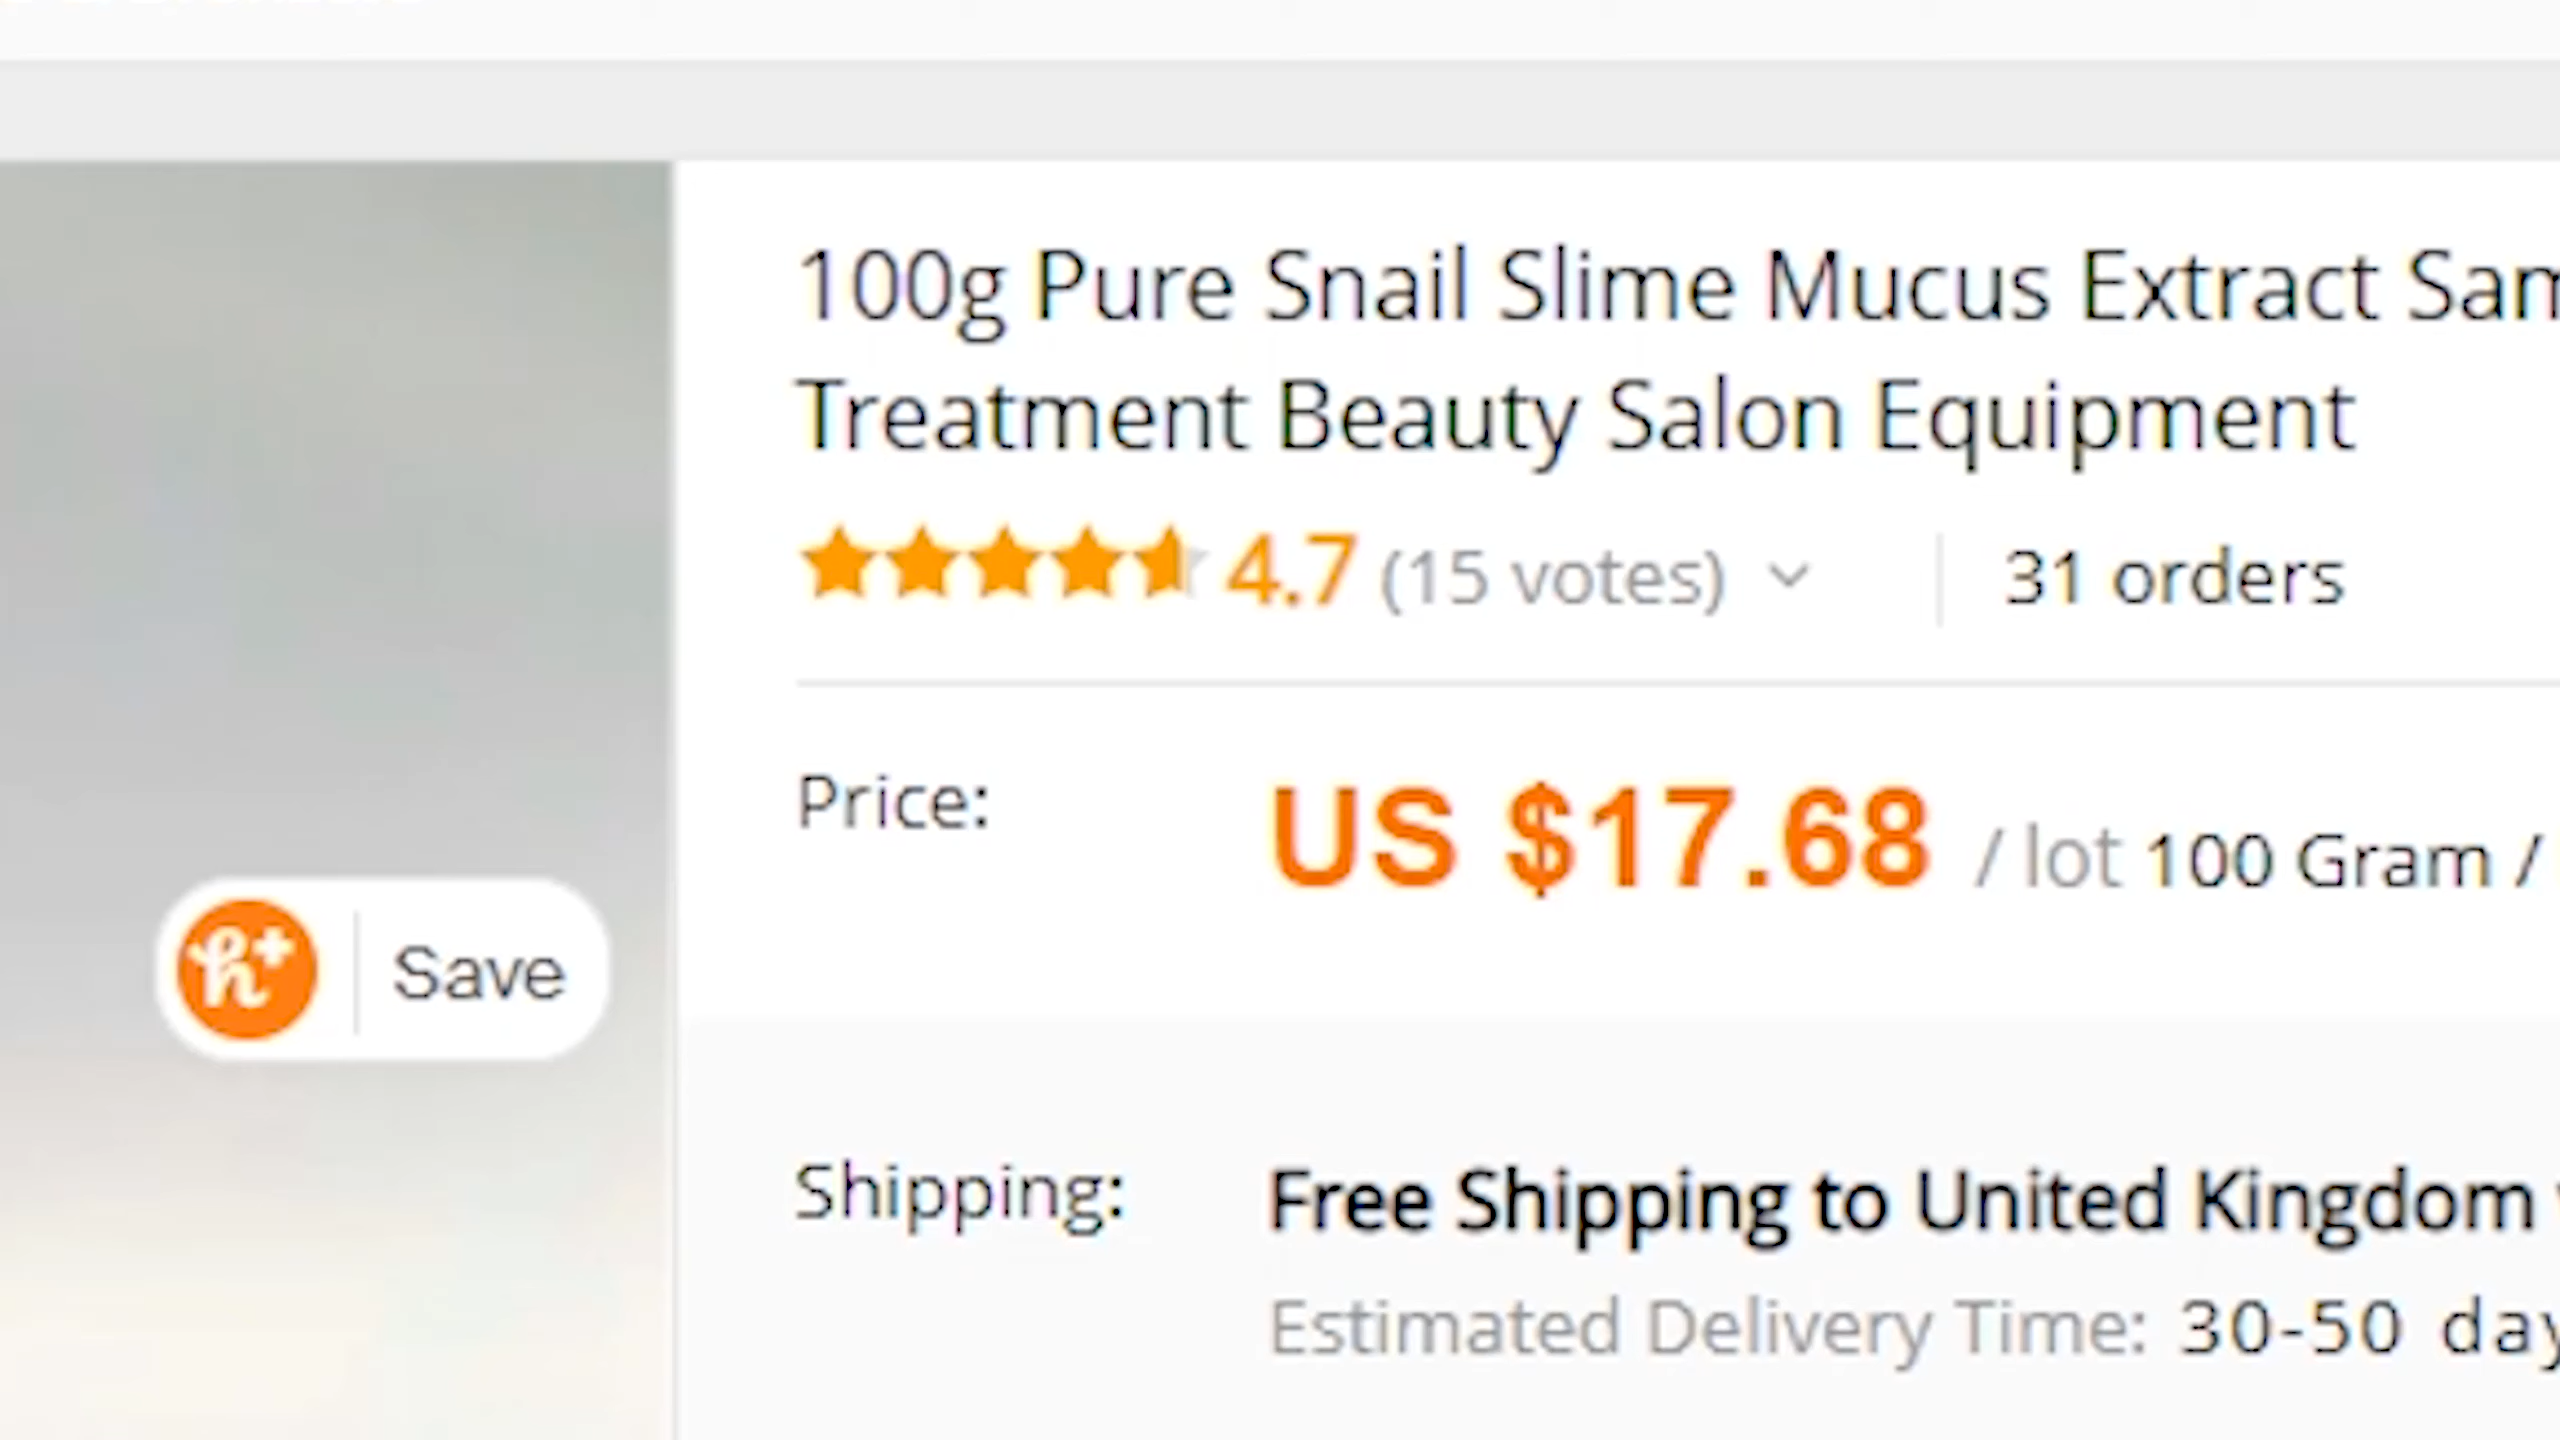 100g Pure Snail Slime Mucus Extract
Treatment Beauty Salon Equipment
4.7 (15 votes)
31 orders
Price:
US $17.68 / lot 100 Gram /
h+ Save
Shipping:
Free Shipping to United Kingdom
Estimated Delivery Time: 30-50